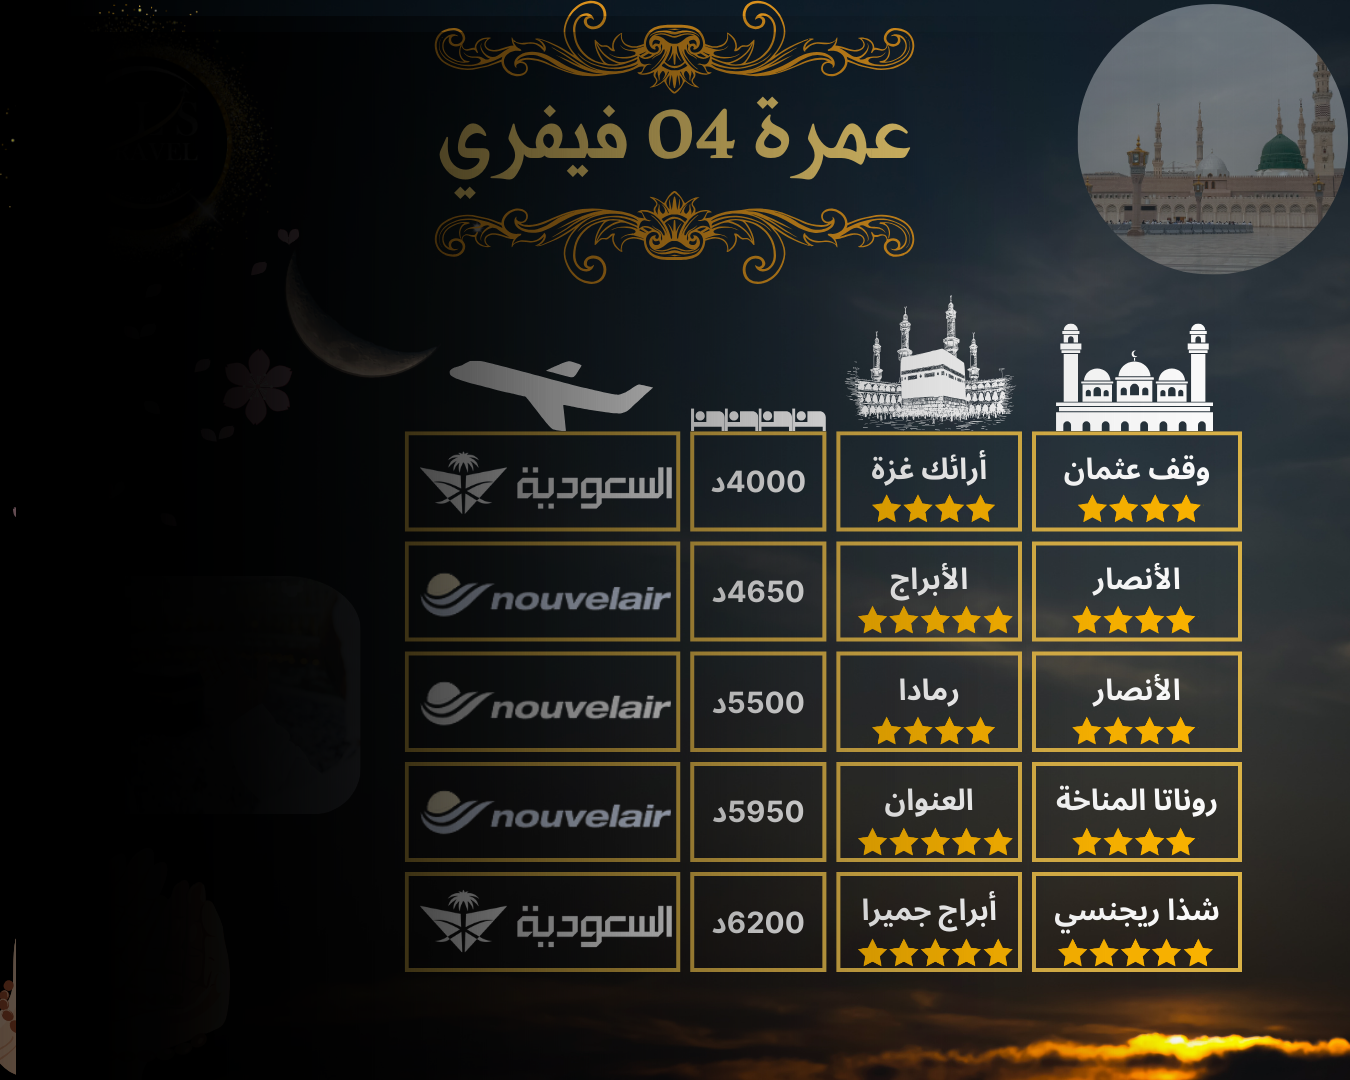 عمرة 04 فيفري
وقف عثمان
أرائك غزة
4000د
السعودية
الأنصار
الأبراج
4650د
nouvelair
الأنصار
رمادا
5500د
nouvelair
روناتا المناخة
العنوان
5950د
nouvelair
شذا ريجنسي
أبراج جميرا
6200د
السعودية